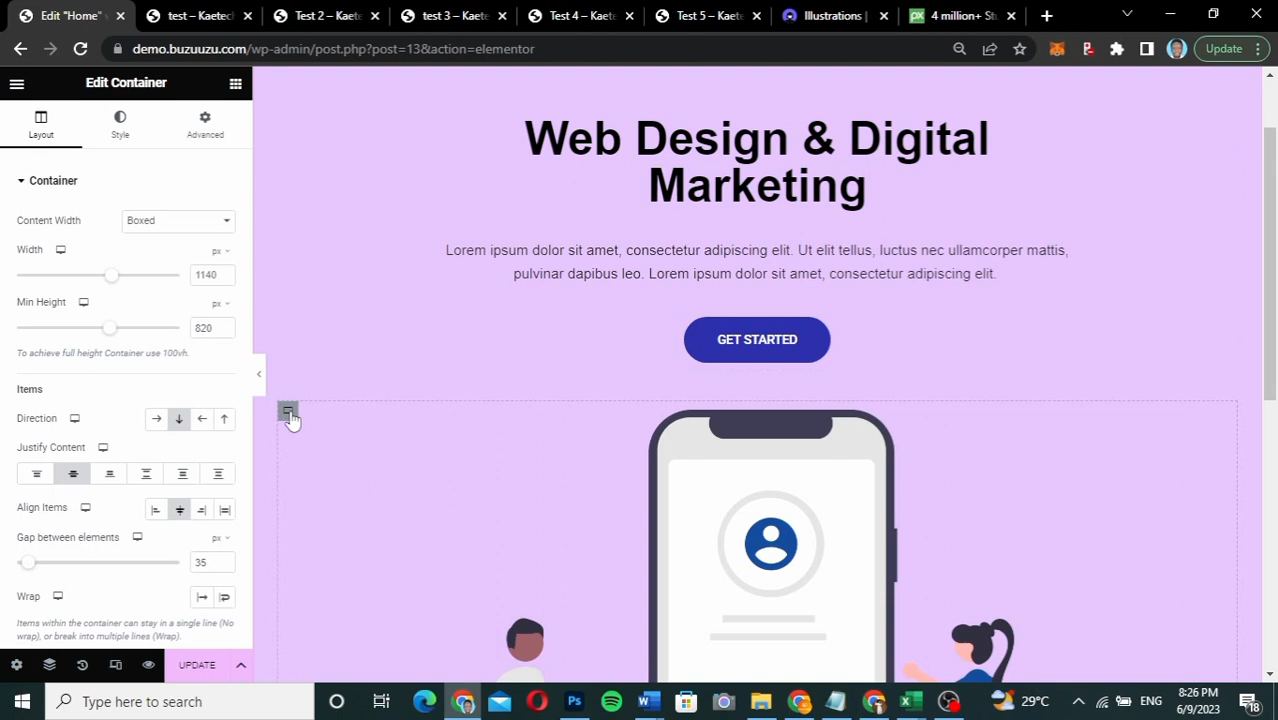 Edit "Home"
test – Kaetech
Test 2 – Kaete
test 3 – Kaete
Test 4 – Kaete
Test 5 – Kaete
Illustrations |
4 million+ St
demo.buzuuzu.com/wp-admin/post.php?post=13&action=elementor
Update
Edit Container
Layout
Style
Advanced
Container
Content Width
Boxed
Width
px
1140
Min Height
px
820
To achieve full height Container use 100vh.
Items
Direction
Justify Content
Align Items
Gap between elements
px
35
Wrap
Items within the container can stay in a single line (No
wrap), or break into multiple lines (Wrap).
UPDATE
Web Design & Digital
Marketing
Lorem ipsum dolor sit amet, consectetur adipiscing elit. Ut elit tellus, luctus nec ullamcorper mattis,
pulvinar dapibus leo. Lorem ipsum dolor sit amet, consectetur adipiscing elit.
GET STARTED
Type here to search
29°C
ENG
8:26 PM
6/9/2023
18